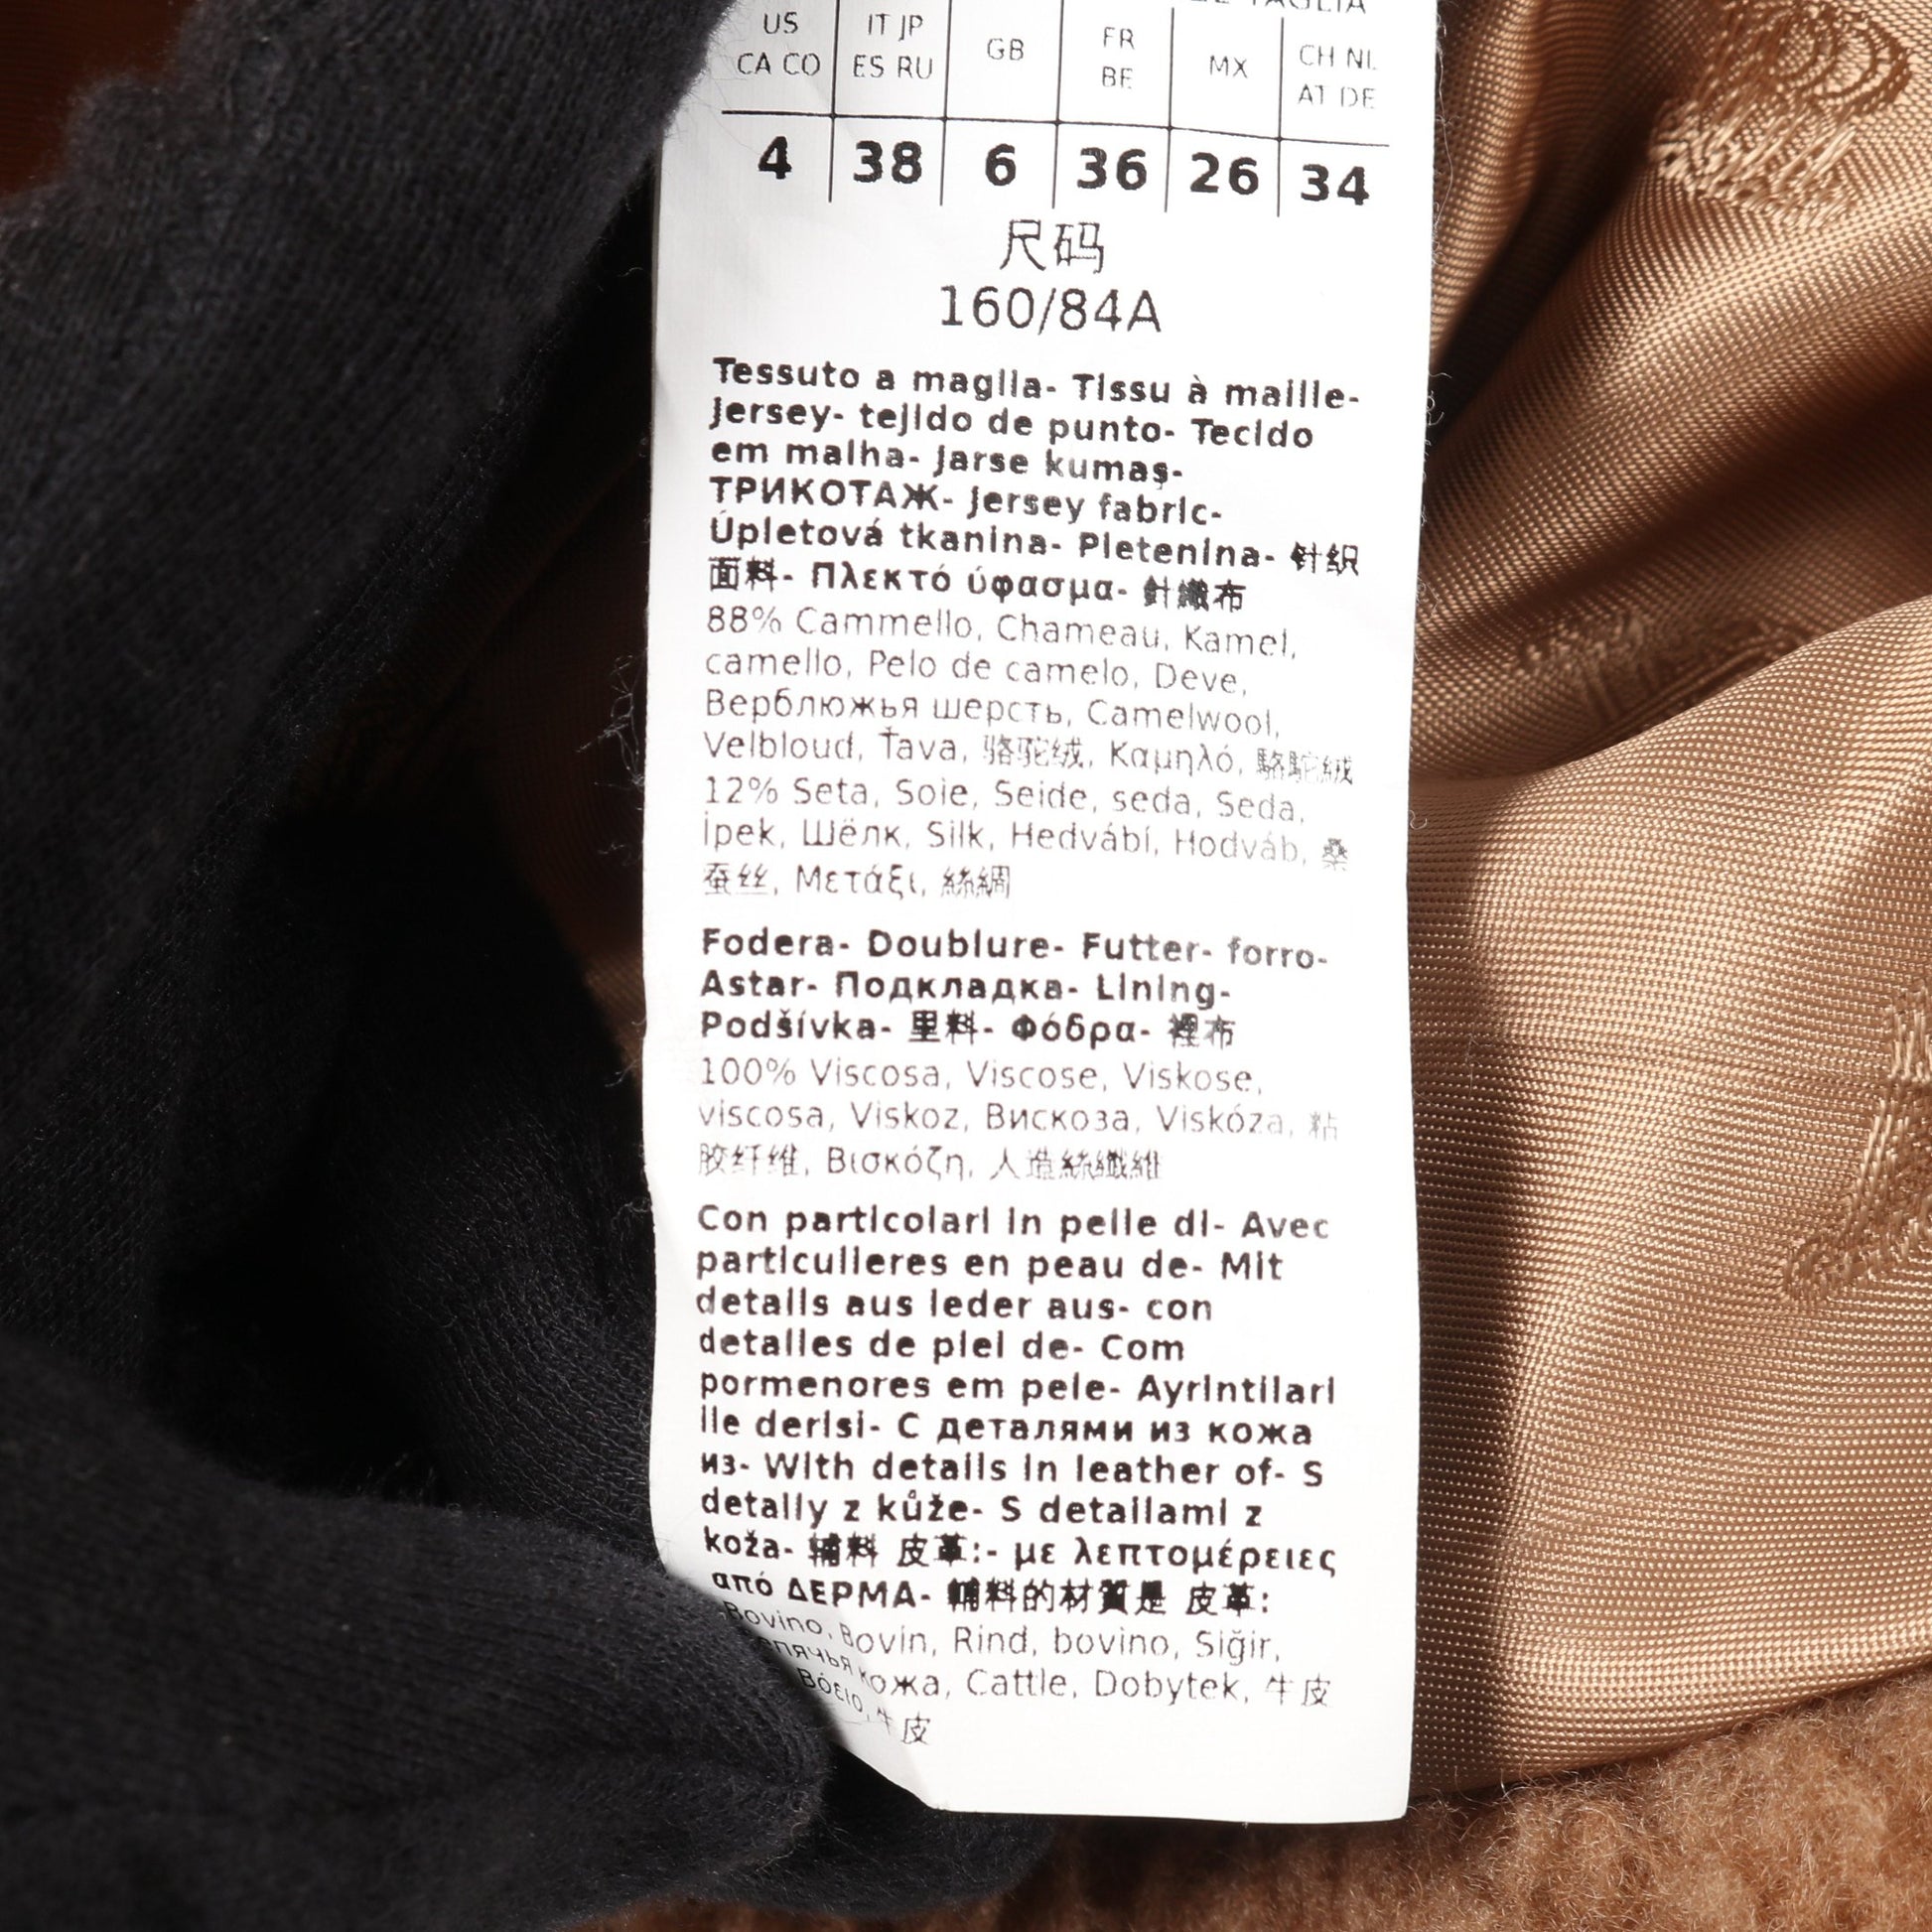 TAGLIA
US CA CO | IT JP ES RU | GB | FR BE | MX | CH NL AT DE
4 | 38 | 6 | 36 | 26 | 34
尺码
160/84A
Tessuto a maglia- Tissu à maille-
Jersey- tejido de punto- Tecido
em malha- Jarse kumaş-
ТРИКОТАЖ- Jersey fabric-
Úpletová tkanina- Pletenina- 针织
面料- Πλεκτό ύφασμα- 針織布
88% Cammello, Chameau, Kamel,
camello, Pelo de camelo, Deve,
Верблюжья шерсть, Camelwool,
Velbloud, Ťava, 骆驼绒, Καμηλό, 駱駝絨
12% Seta, Soie, Seide, seda, Seda,
İpek, Шёлк, Silk, Hedvábí, Hodváb, 桑
蚕丝, Μετάξι, 絲綢
Fodera- Doublure- Futter- forro-
Astar- Подкладка- Lining-
Podšívka- 里料- Φόδρα- 裡布
100% Viscosa, Viscose, Viskose,
viscosa, Viskoz, Вискоза, Viskóza, 粘
胶纤维, Βισκόζη, 人造絲纖維
Con particolari in pelle di- Avec
particulieres en peau de- Mit
details aus leder aus- con
detalles de piel de- Com
pormenores em pele- Ayrintilari
ile derisi- С деталями из кожа
из- With details in leather of- S
detaily z kůže- S detailami z
koža- 辅料 皮革:- με λεπτομέρειες
από ΔΕΡΜΑ- 輔料的材質是 皮革:
Bovino, Bovin, Rind, bovino, Siğir,
кожа, Cattle, Dobytek, 牛皮
Βόειο, 牛皮